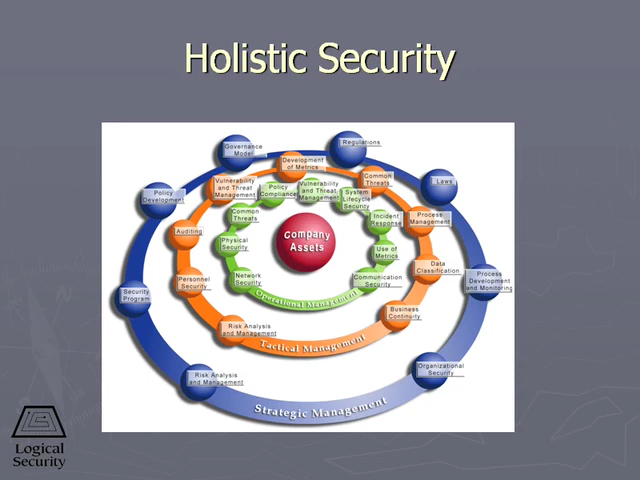 Holistic Security
Governance
Model
Regulations
Development
of Metrics
Vulnerability
and Threat
Management
Policy
Compliance
Vulnerability
and Threat
Management
Common
Threats
System
Lifecycle
Security
Laws
Policy
Development
Common
Threats
Incident
Response
Process
Management
Auditing
Physical
Security
Company
Assets
Use of
Metrics
Data
Classification
Personnel
Security
Network
Security
Communication
Security
Process
Development
and Monitoring
Security
Program
Operational Management
Business
Continuity
Risk Analysis
and Management
Tactical Management
Risk Analysis
and Management
Organizational
Security
Strategic Management
Logical
Security